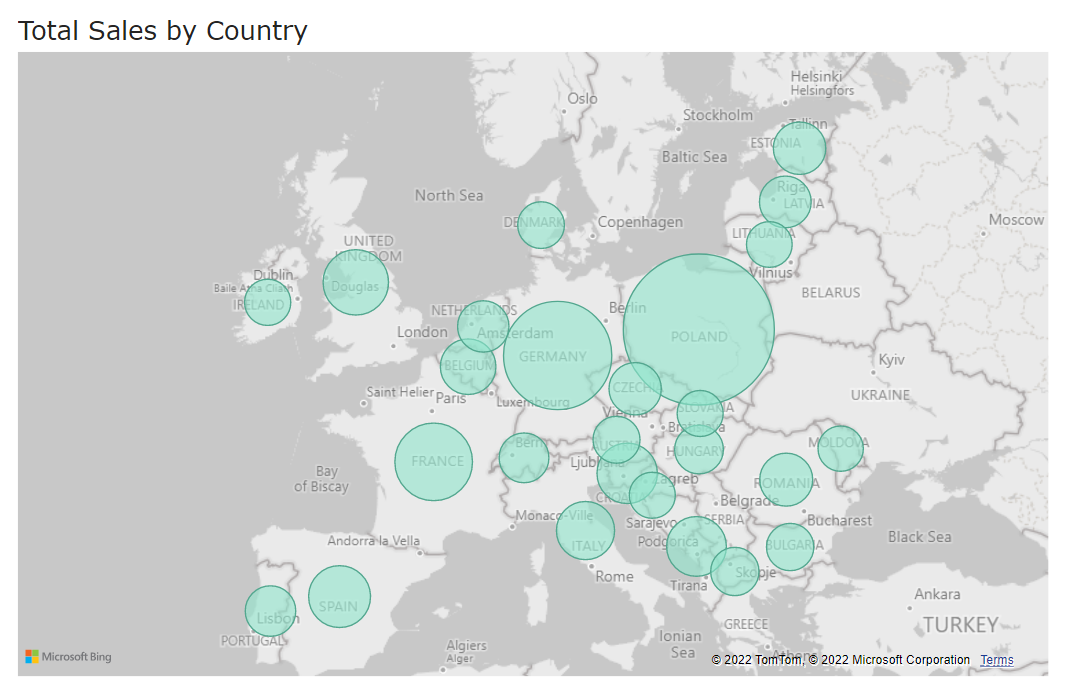 Total Sales by Country
Helsinki
Helsingfors
Oslo
Stockholm
Tallinn
ESTONIA
Baltic Sea
North Sea
Riga
LATVIA
Moscow
DENMARK
Copenhagen
LITHUANIA
UNITED
KINGDOM
Vilnius
Dublin
Baile Átha Cliath
Douglas
BELARUS
IRELAND
NETHERLANDS
Berlin
London
Amsterdam
POLAND
GERMANY
Kyiv
BELGIUM
CZECH
UKRAINE
Saint Helier
Paris
Luxembourg
SLOVAKIA
Vienna
Bratislava
Bern
AUSTRIA
MOLDOVA
HUNGARY
FRANCE
Ljubljana
Bay
of Biscay
Zagreb
ROMANIA
CROATIA
Belgrade
Monaco-Ville
Sarajevo
SERBIA
Bucharest
Andorra la Vella
Podgorica
Black Sea
ITALY
BULGARIA
Rome
Skopje
Tirana
Ankara
SPAIN
Lisbon
GREECE
TURKEY
PORTUGAL
Ionian
Sea
Algiers
Alger
Athens
Microsoft Bing
© 2022 TomTom, © 2022 Microsoft Corporation Terms